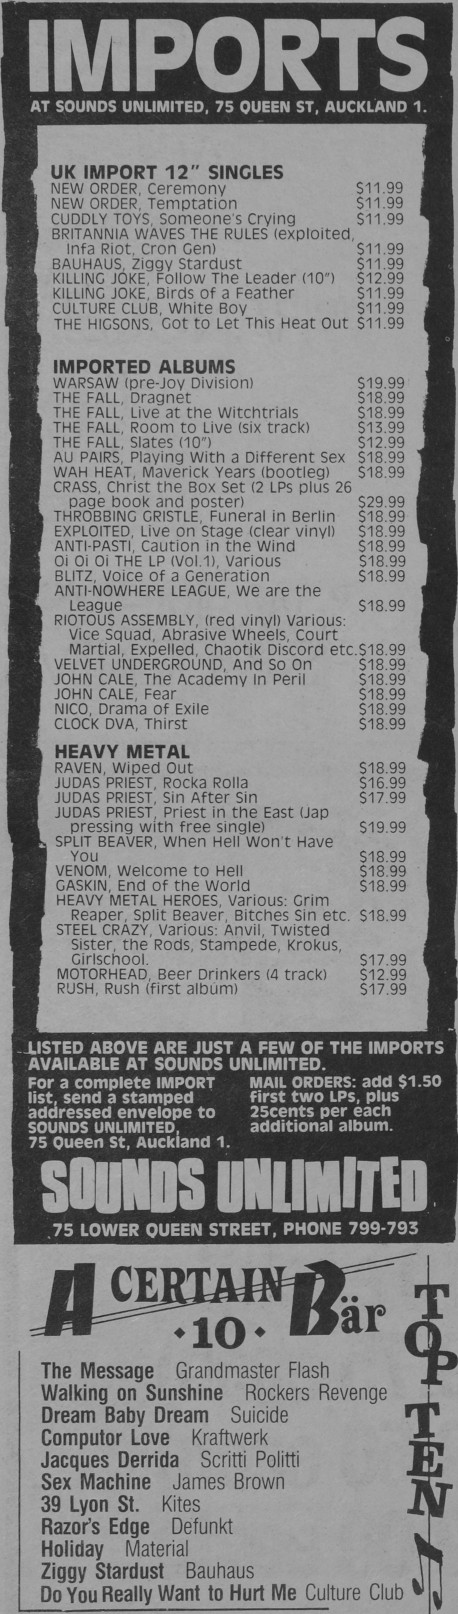 IMPORTS
AT SOUNDS UNLIMITED, 75 QUEEN ST, AUCKLAND 1.
UK IMPORT 12" SINGLES
NEW ORDER, Ceremony $11.99
NEW ORDER, Temptation $11.99
CUDDLY TOYS, Someone's Crying $11.99
BRITANNIA WAVES THE RULES (exploited,
Infa Riot, Cron Gen) $11.99
BAUHAUS, Ziggy Stardust $11.99
KILLING JOKE, Follow The Leader (10") $12.99
KILLING JOKE, Birds of a Feather $11.99
CULTURE CLUB, White Boy $11.99
THE HIGSONS, Got to Let This Heat Out $11.99
IMPORTED ALBUMS
WARSAW (pre-Joy Division) $19.99
THE FALL, Dragnet $18.99
THE FALL, Live at the Witchtrials $18.99
THE FALL, Room to Live (six track) $13.99
THE FALL, Slates (10") $12.99
AU PAIRS, Playing With a Different Sex $18.99
WAH HEAT, Maverick Years (bootleg) $18.99
CRASS, Christ the Box Set (2 LPs plus 26
page book and poster) $29.99
THROBBING GRISTLE, Funeral in Berlin $18.99
EXPLOITED, Live on Stage (clear vinyl) $18.99
ANTI-PASTI, Caution in the Wind $18.99
Oi Oi Oi THE LP (Vol.1), Various $18.99
BLITZ, Voice of a Generation $18.99
ANTI-NOWHERE LEAGUE, We are the
League $18.99
RIOTOUS ASSEMBLY, (red vinyl) Various:
Vice Squad, Abrasive Wheels, Court
Martial, Expelled, Chaotik Discord etc.$18.99
VELVET UNDERGROUND, And So On $18.99
JOHN CALE, The Academy In Peril $18.99
JOHN CALE, Fear $18.99
NICO, Drama of Exile $18.99
CLOCK DVA, Thirst $18.99
HEAVY METAL
RAVEN, Wiped Out $18.99
JUDAS PRIEST, Rocka Rolla $16.99
JUDAS PRIEST, Sin After Sin $17.99
JUDAS PRIEST, Priest in the East (Jap
pressing with free single) $19.99
SPLIT BEAVER, When Hell Won't Have
You $18.99
VENOM, Welcome to Hell $18.99
GASKIN, End of the World $18.99
HEAVY METAL HEROES, Various: Grim
Reaper, Split Beaver, Bitches Sin etc. $18.99
STEEL CRAZY, Various: Anvil, Twisted
Sister, the Rods, Stampede, Krokus,
Girlschool. $17.99
MOTORHEAD, Beer Drinkers (4 track) $12.99
RUSH, Rush (first album) $17.99
LISTED ABOVE ARE JUST A FEW OF THE IMPORTS
AVAILABLE AT SOUNDS UNLIMITED.
For a complete IMPORT
list, send a stamped
addressed envelope to
SOUNDS UNLIMITED,
75 Queen St, Auckland 1.
MAIL ORDERS: add $1.50
first two LPs, plus
25cents per each
additional album.
SOUNDS UNLIMITED
75 LOWER QUEEN STREET, PHONE 799-793
A CERTAIN Bär
•10•
TOP TEN
The Message Grandmaster Flash
Walking on Sunshine Rockers Revenge
Dream Baby Dream Suicide
Computor Love Kraftwerk
Jacques Derrida Scritti Politti
Sex Machine James Brown
39 Lyon St. Kites
Razor's Edge Defunkt
Holiday Material
Ziggy Stardust Bauhaus
Do You Really Want to Hurt Me Culture Club